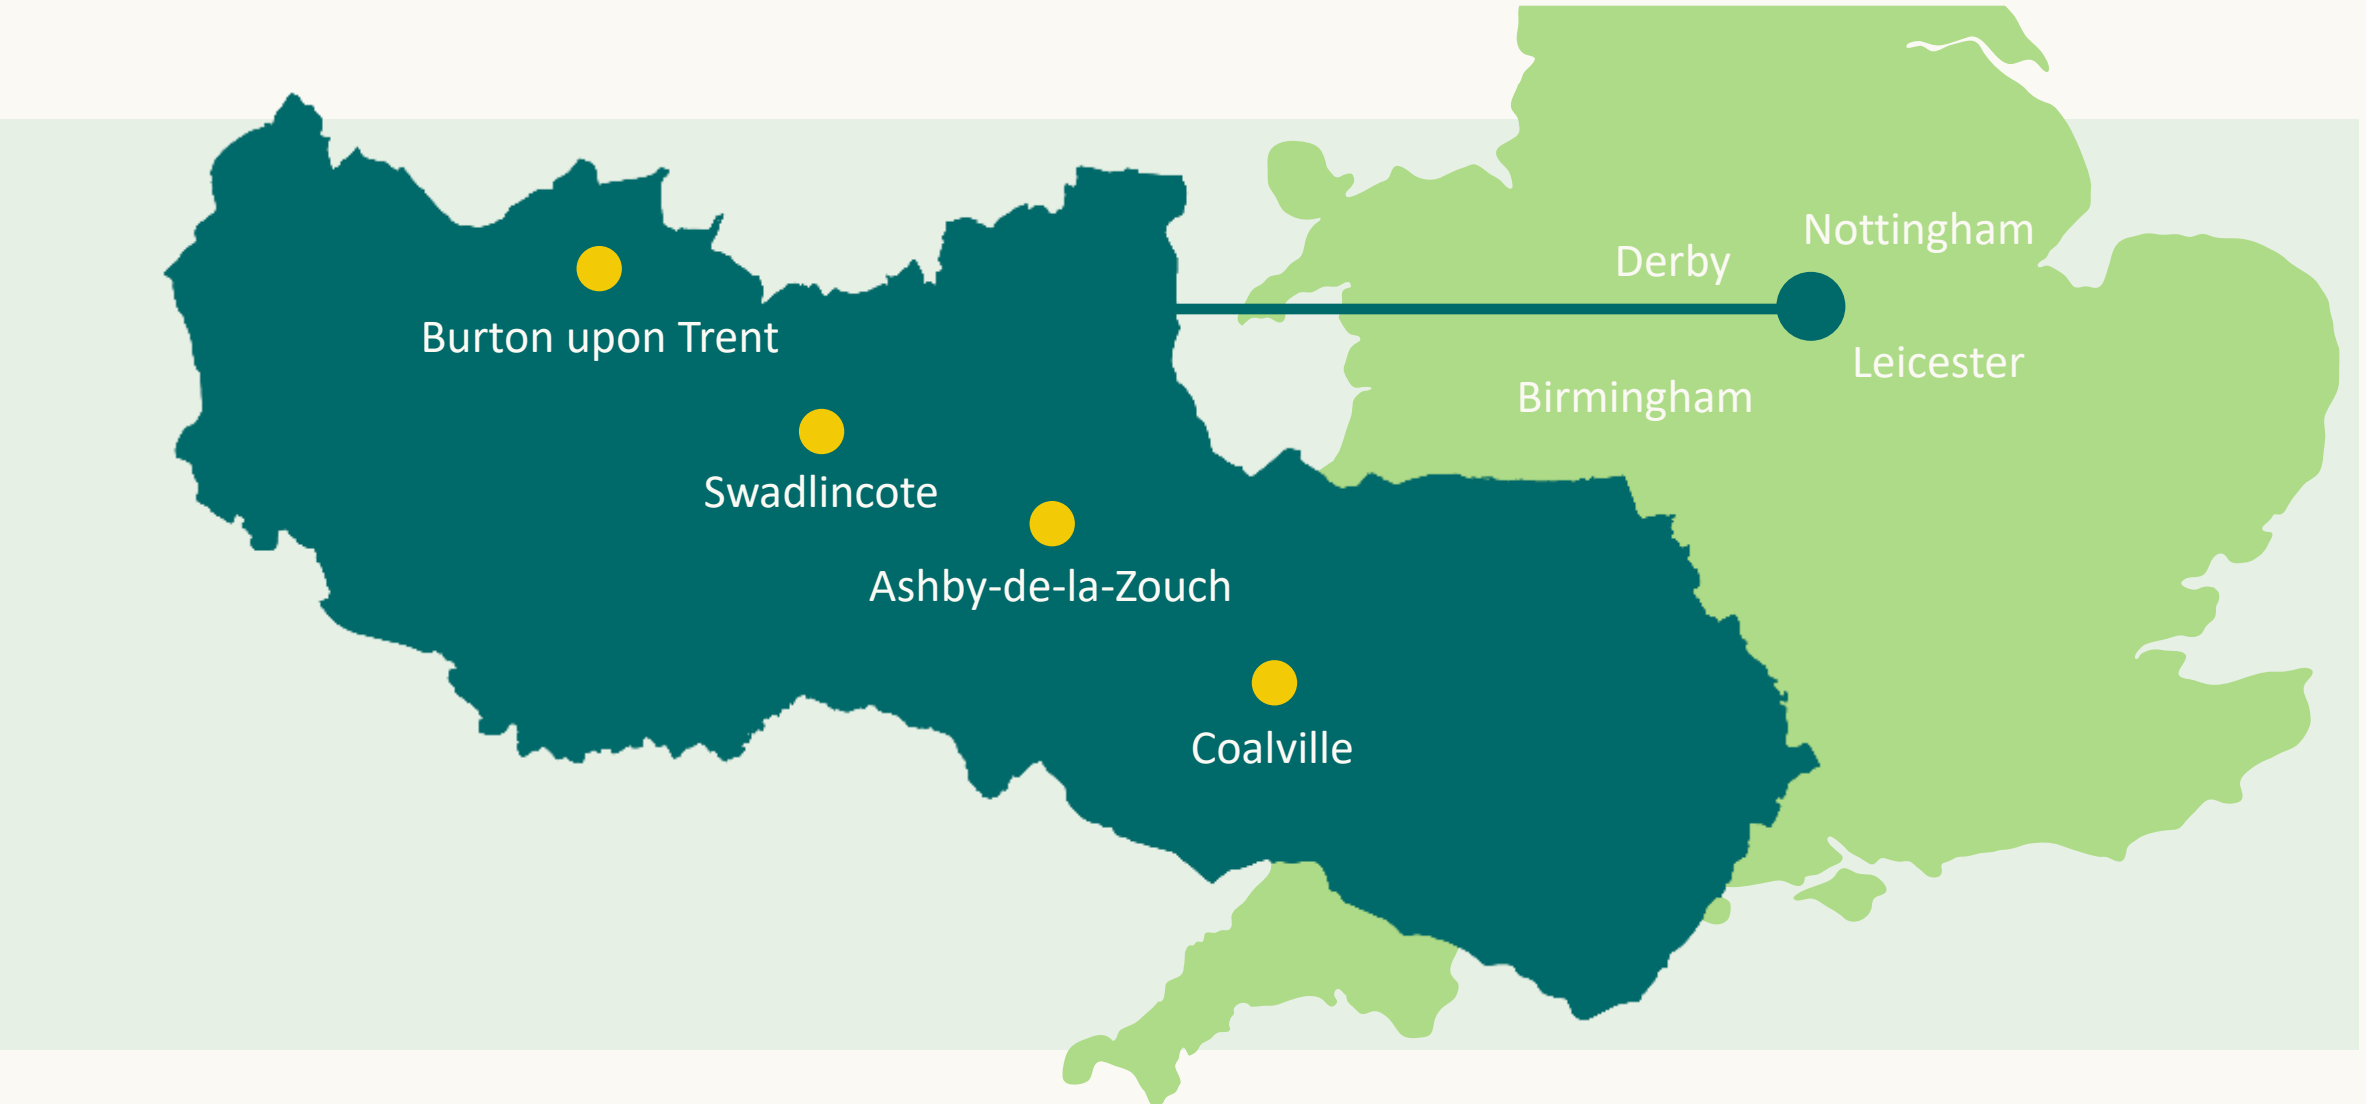 Nottingham
Derby
Burton upon Trent
Leicester
Birmingham
Swadlincote
Ashby-de-la-Zouch
Coalville